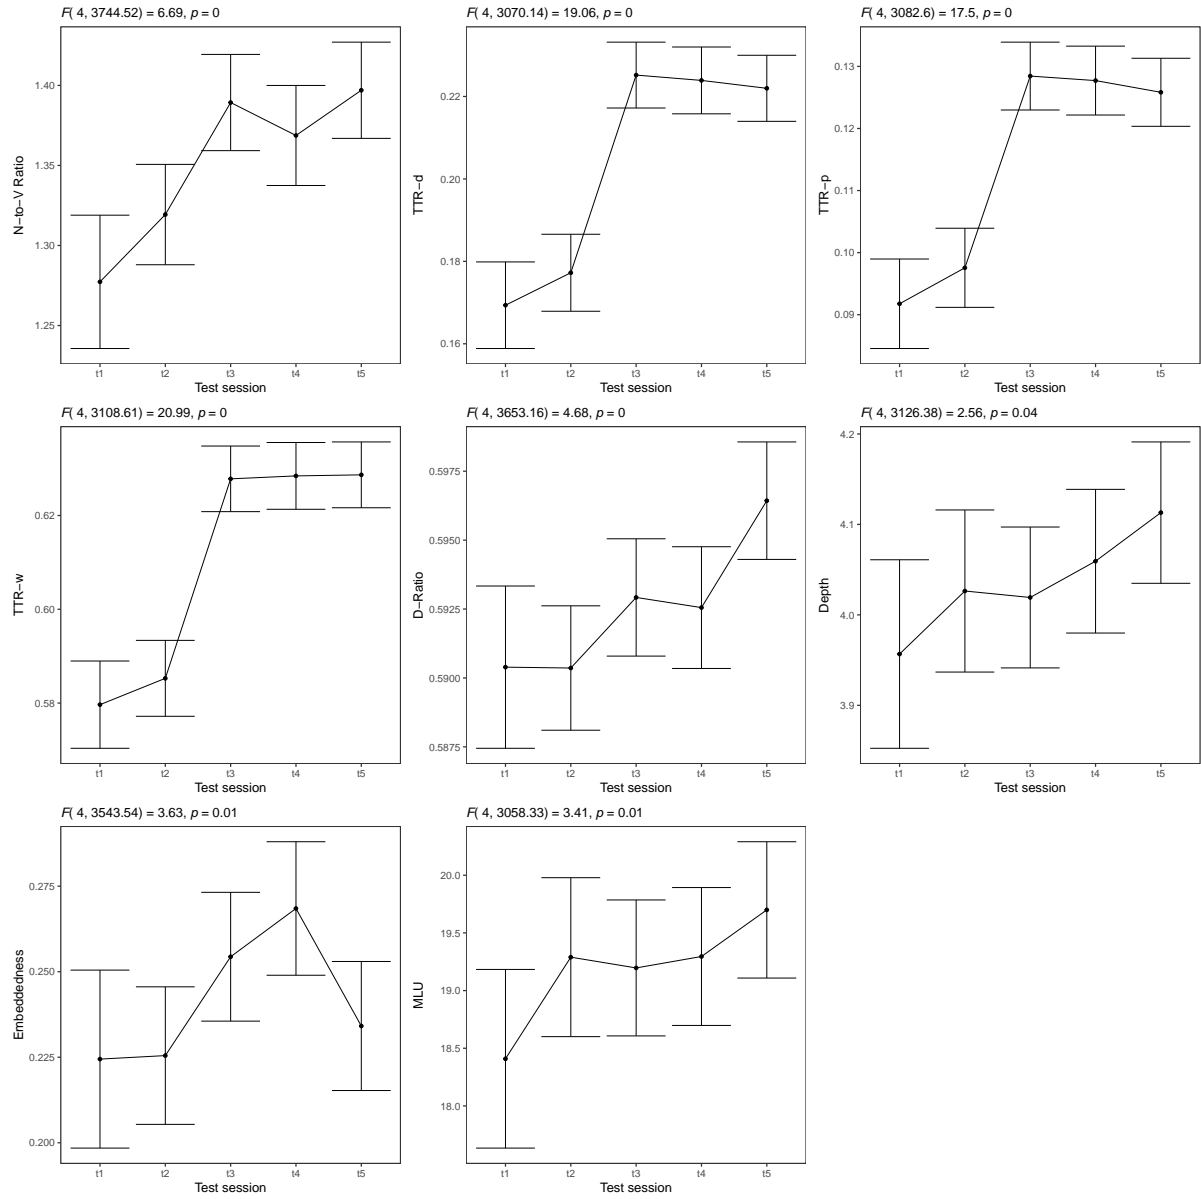 F( 4, 3744.52) = 6.69, p = 0
N−to−V Ratio
1.40
1.35
1.30
1.25
t1 t2 t3 t4 t5
Test session
F( 4, 3070.14) = 19.06, p = 0
TTR−d
0.22
0.20
0.18
0.16
t1 t2 t3 t4 t5
Test session
F( 4, 3082.6) = 17.5, p = 0
TTR−p
0.13
0.12
0.11
0.10
0.09
t1 t2 t3 t4 t5
Test session
F( 4, 3108.61) = 20.99, p = 0
TTR−w
0.62
0.60
0.58
t1 t2 t3 t4 t5
Test session
F( 4, 3653.16) = 4.68, p = 0
D−Ratio
0.5975
0.5950
0.5925
0.5900
0.5875
t1 t2 t3 t4 t5
Test session
F( 4, 3126.38) = 2.56, p = 0.04
Depth
4.2
4.1
4.0
3.9
t1 t2 t3 t4 t5
Test session
F( 4, 3543.54) = 3.63, p = 0.01
Embeddedness
0.275
0.250
0.225
0.200
t1 t2 t3 t4 t5
Test session
F( 4, 3058.33) = 3.41, p = 0.01
MLU
20.0
19.5
19.0
18.5
18.0
t1 t2 t3 t4 t5
Test session